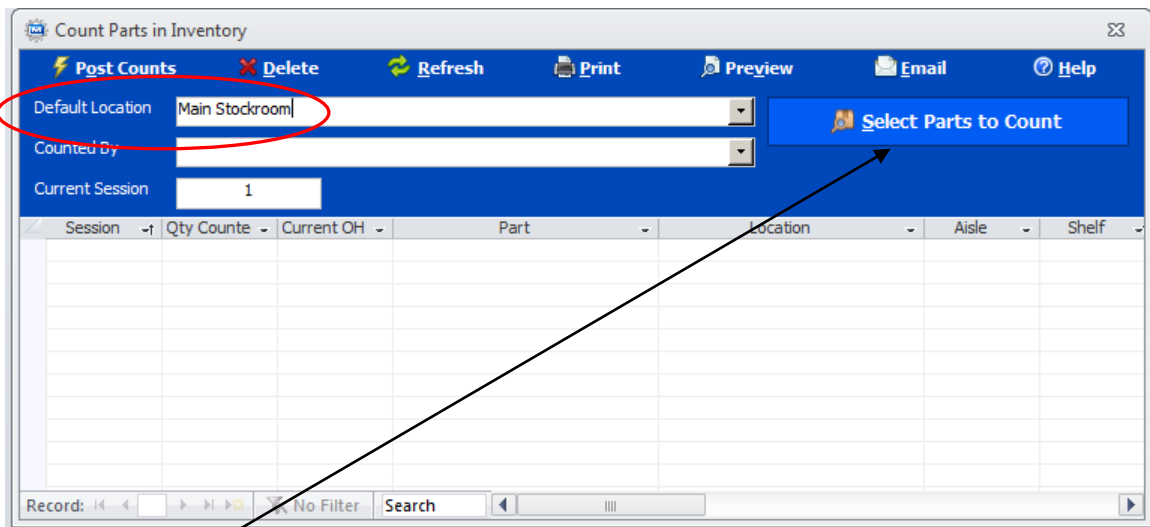 Count Parts in Inventory
Post Counts Delete Refresh Print Preview Email Help
Default Location Main Stockroom Select Parts to Count
Counted By
Current Session 1
Session Qty Counte Current OH Part Location Aisle Shelf
Record: No Filter Search